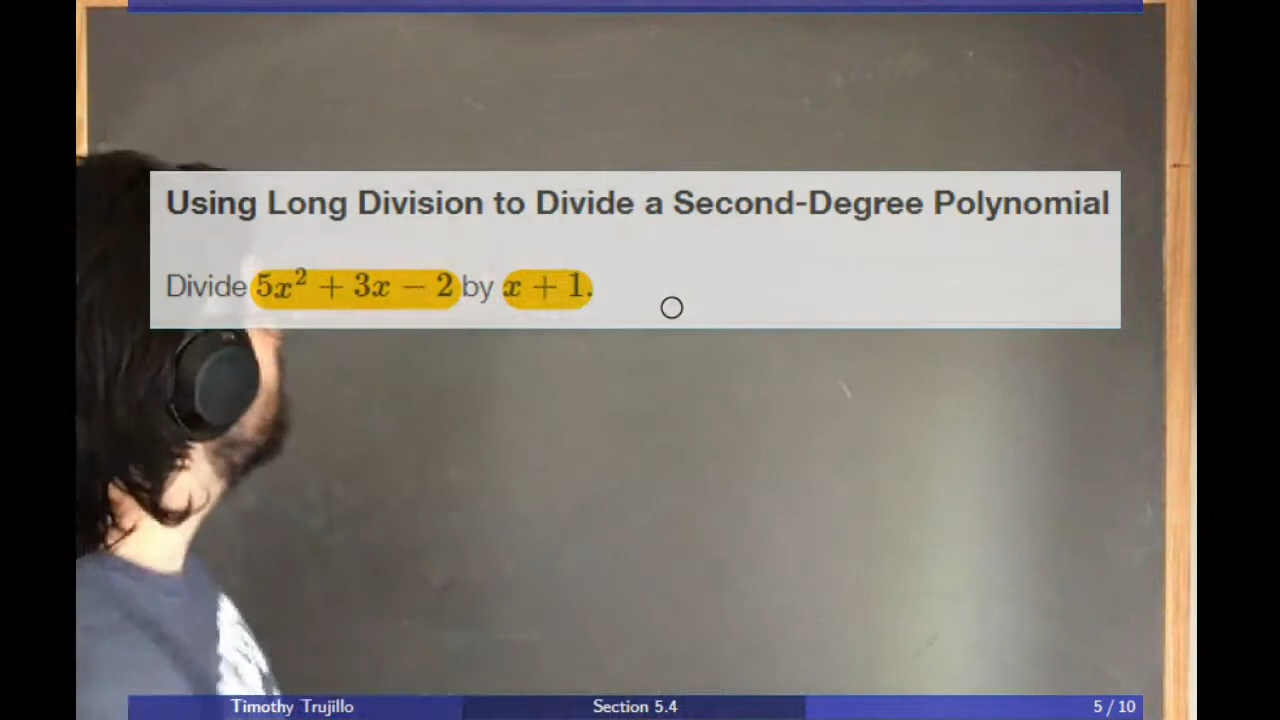 Using Long Division to Divide a Second-Degree Polynomial
Divide 5x² + 3x − 2 by x + 1.
Timothy Trujillo Section 5.4 5 / 10